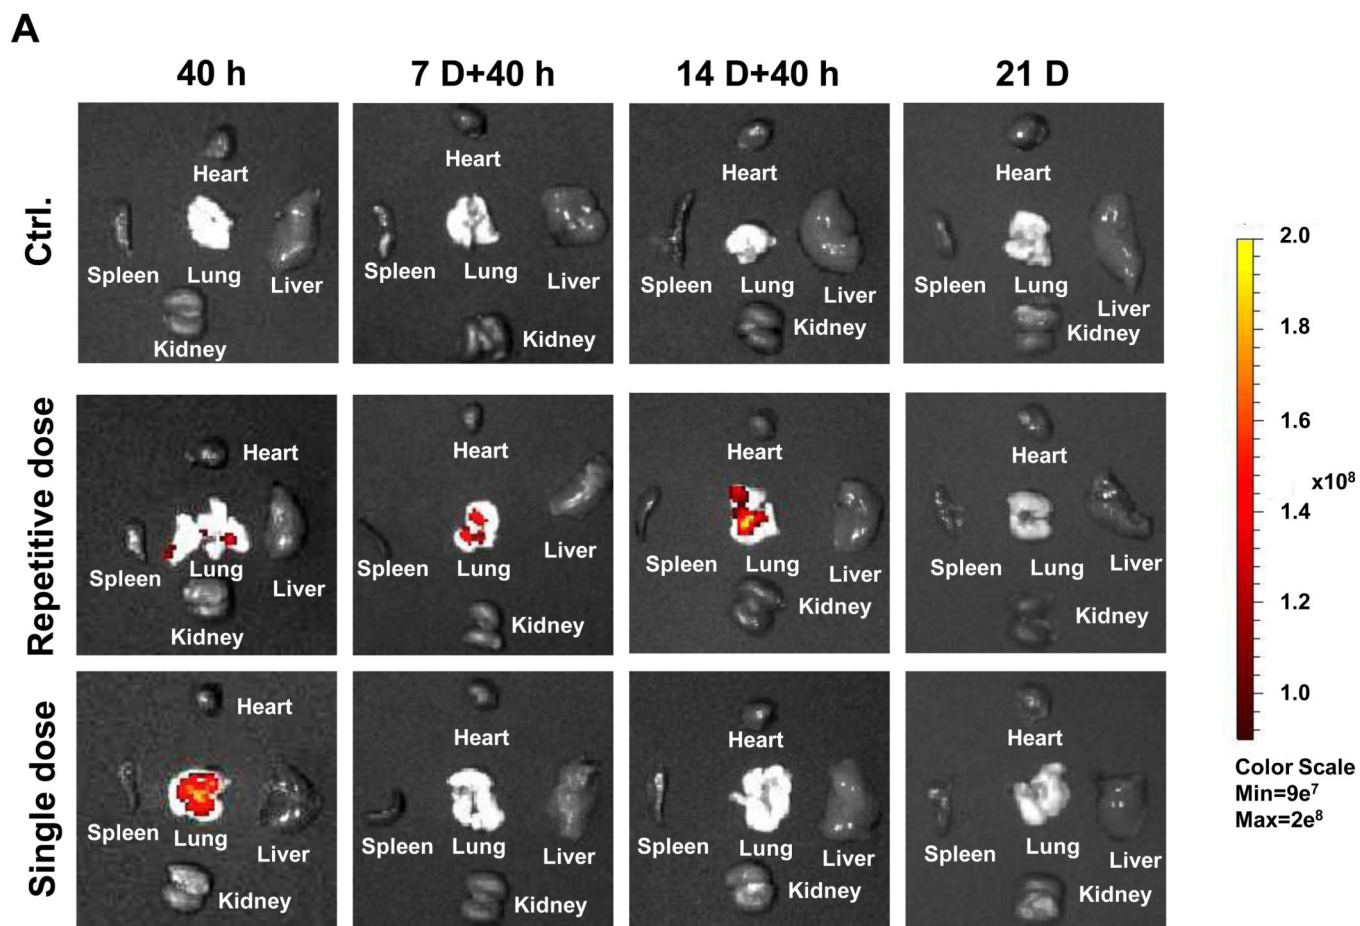 A
40 h
7 D+40 h
14 D+40 h
21 D
Ctrl.
Heart
Spleen
Lung
Liver
Kidney
Heart
Spleen
Lung
Liver
Kidney
Heart
Spleen
Lung
Liver
Kidney
Heart
Spleen
Lung
Liver
Kidney
Repetitive dose
Heart
Spleen
Lung
Liver
Kidney
Heart
Spleen
Lung
Liver
Kidney
Heart
Spleen
Lung
Liver
Kidney
Heart
Spleen
Lung
Liver
Kidney
Single dose
Heart
Spleen
Lung
Liver
Kidney
Heart
Spleen
Lung
Liver
Kidney
Heart
Spleen
Lung
Liver
Kidney
Heart
Spleen
Lung
Liver
Kidney
2.0
1.8
1.6
x10⁸
1.4
1.2
1.0
Color Scale
Min=9e⁷
Max=2e⁸